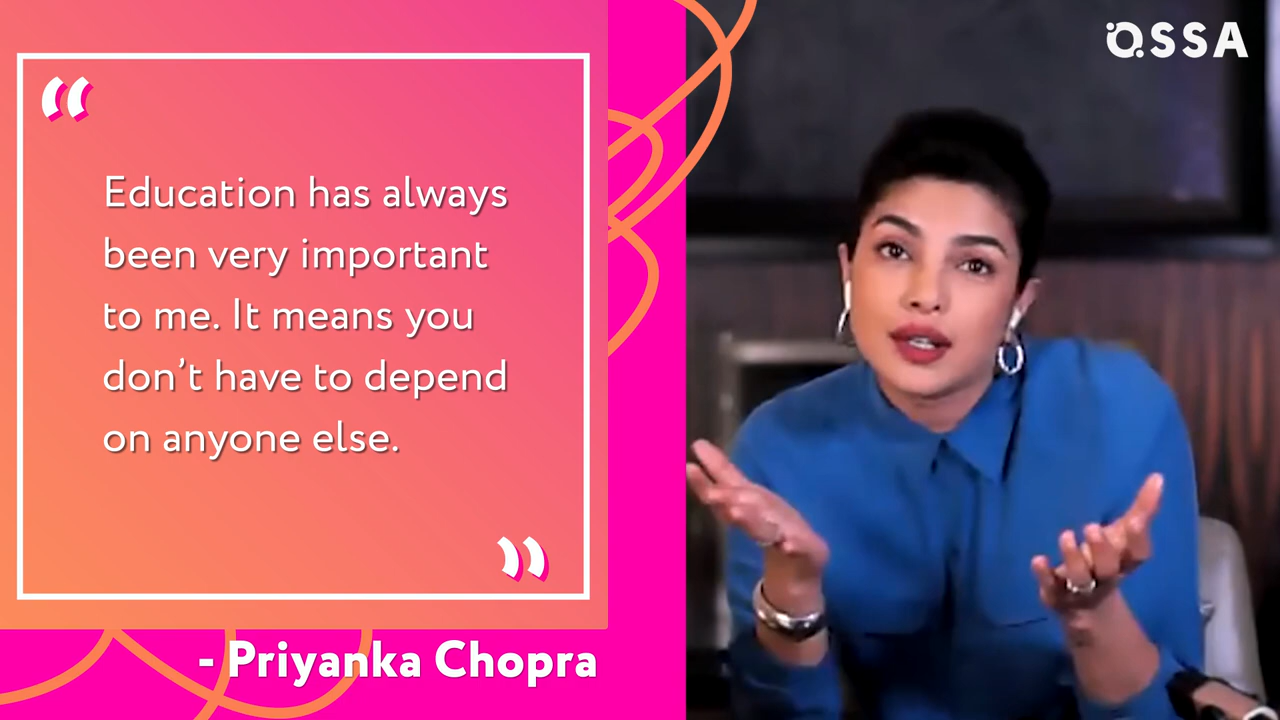 “
Education has always
been very important
to me. It means you
don’t have to depend
on anyone else.
”
- Priyanka Chopra
QSSA